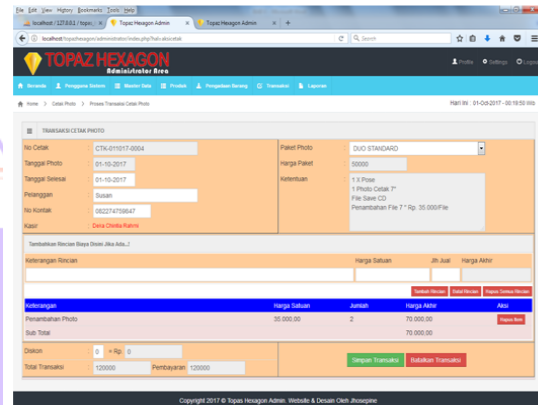 File Edit View History Bookmarks Tools Help
localhost / 127.0.0.1 / topaz_ Topaz Hexagon Admin Topaz Hexagon Admin
localhost/topazhexagon/administrator/index.php?hal=aksicetak Search
TOPAZ HEXAGON
Administrator Area
Profile Settings Logout
Beranda Pengguna Sistem Master Data Produk Pengadaan Barang Transaksi Laporan
Home > Cetak Photo > Proses Transaksi Cetak Photo
Hari Ini : 01-Oct-2017 - 00:19:50 Wib
TRANSAKSI CETAK PHOTO
No Cetak : CTK-011017-0004
Tanggal Photo : 01-10-2017
Tanggal Selesai : 01-10-2017
Pelanggan : Susan
No Kontak : 082274759847
Kasir : Dera Chintia Rahmi
Paket Photo : DUO STANDARD
Harga Paket : 50000
Ketentuan : 1 X Pose
1 Photo Cetak 7"
File Save CD
Penambahan File 7 " Rp. 35.000/File
Tambahkan Rincian Biaya Disini Jika Ada..!
Keterangan Rincian Harga Satuan Jlh Jual Harga Akhir
Tambah Rincian Batal Rincian Hapus Semua Rincian
Keterangan Harga Satuan Jumlah Harga Akhir Aksi
Penambahan Photo 35.000,00 2 70.000,00 Hapus Item
Sub Total 70.000,00
Diskon : 0 = Rp. 0
Total Transaksi : 120000 Pembayaran 120000
Simpan Transaksi Batalkan Transaksi
Copyright 2017 © Topas Hexagon Admin. Website & Desain Oleh Jhosepine